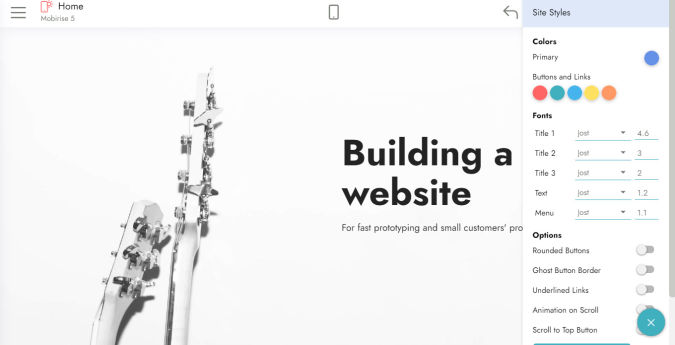 Home
Mobirise 5
Building a
website
For fast prototyping and small customers' pro
Site Styles
Colors
Primary
Buttons and Links
Fonts
Title 1 Jost 4.6
Title 2 Jost 3
Title 3 Jost 2
Text Jost 1.2
Menu Jost 1.1
Options
Rounded Buttons
Ghost Button Border
Underlined Links
Animation on Scroll
Scroll to Top Button